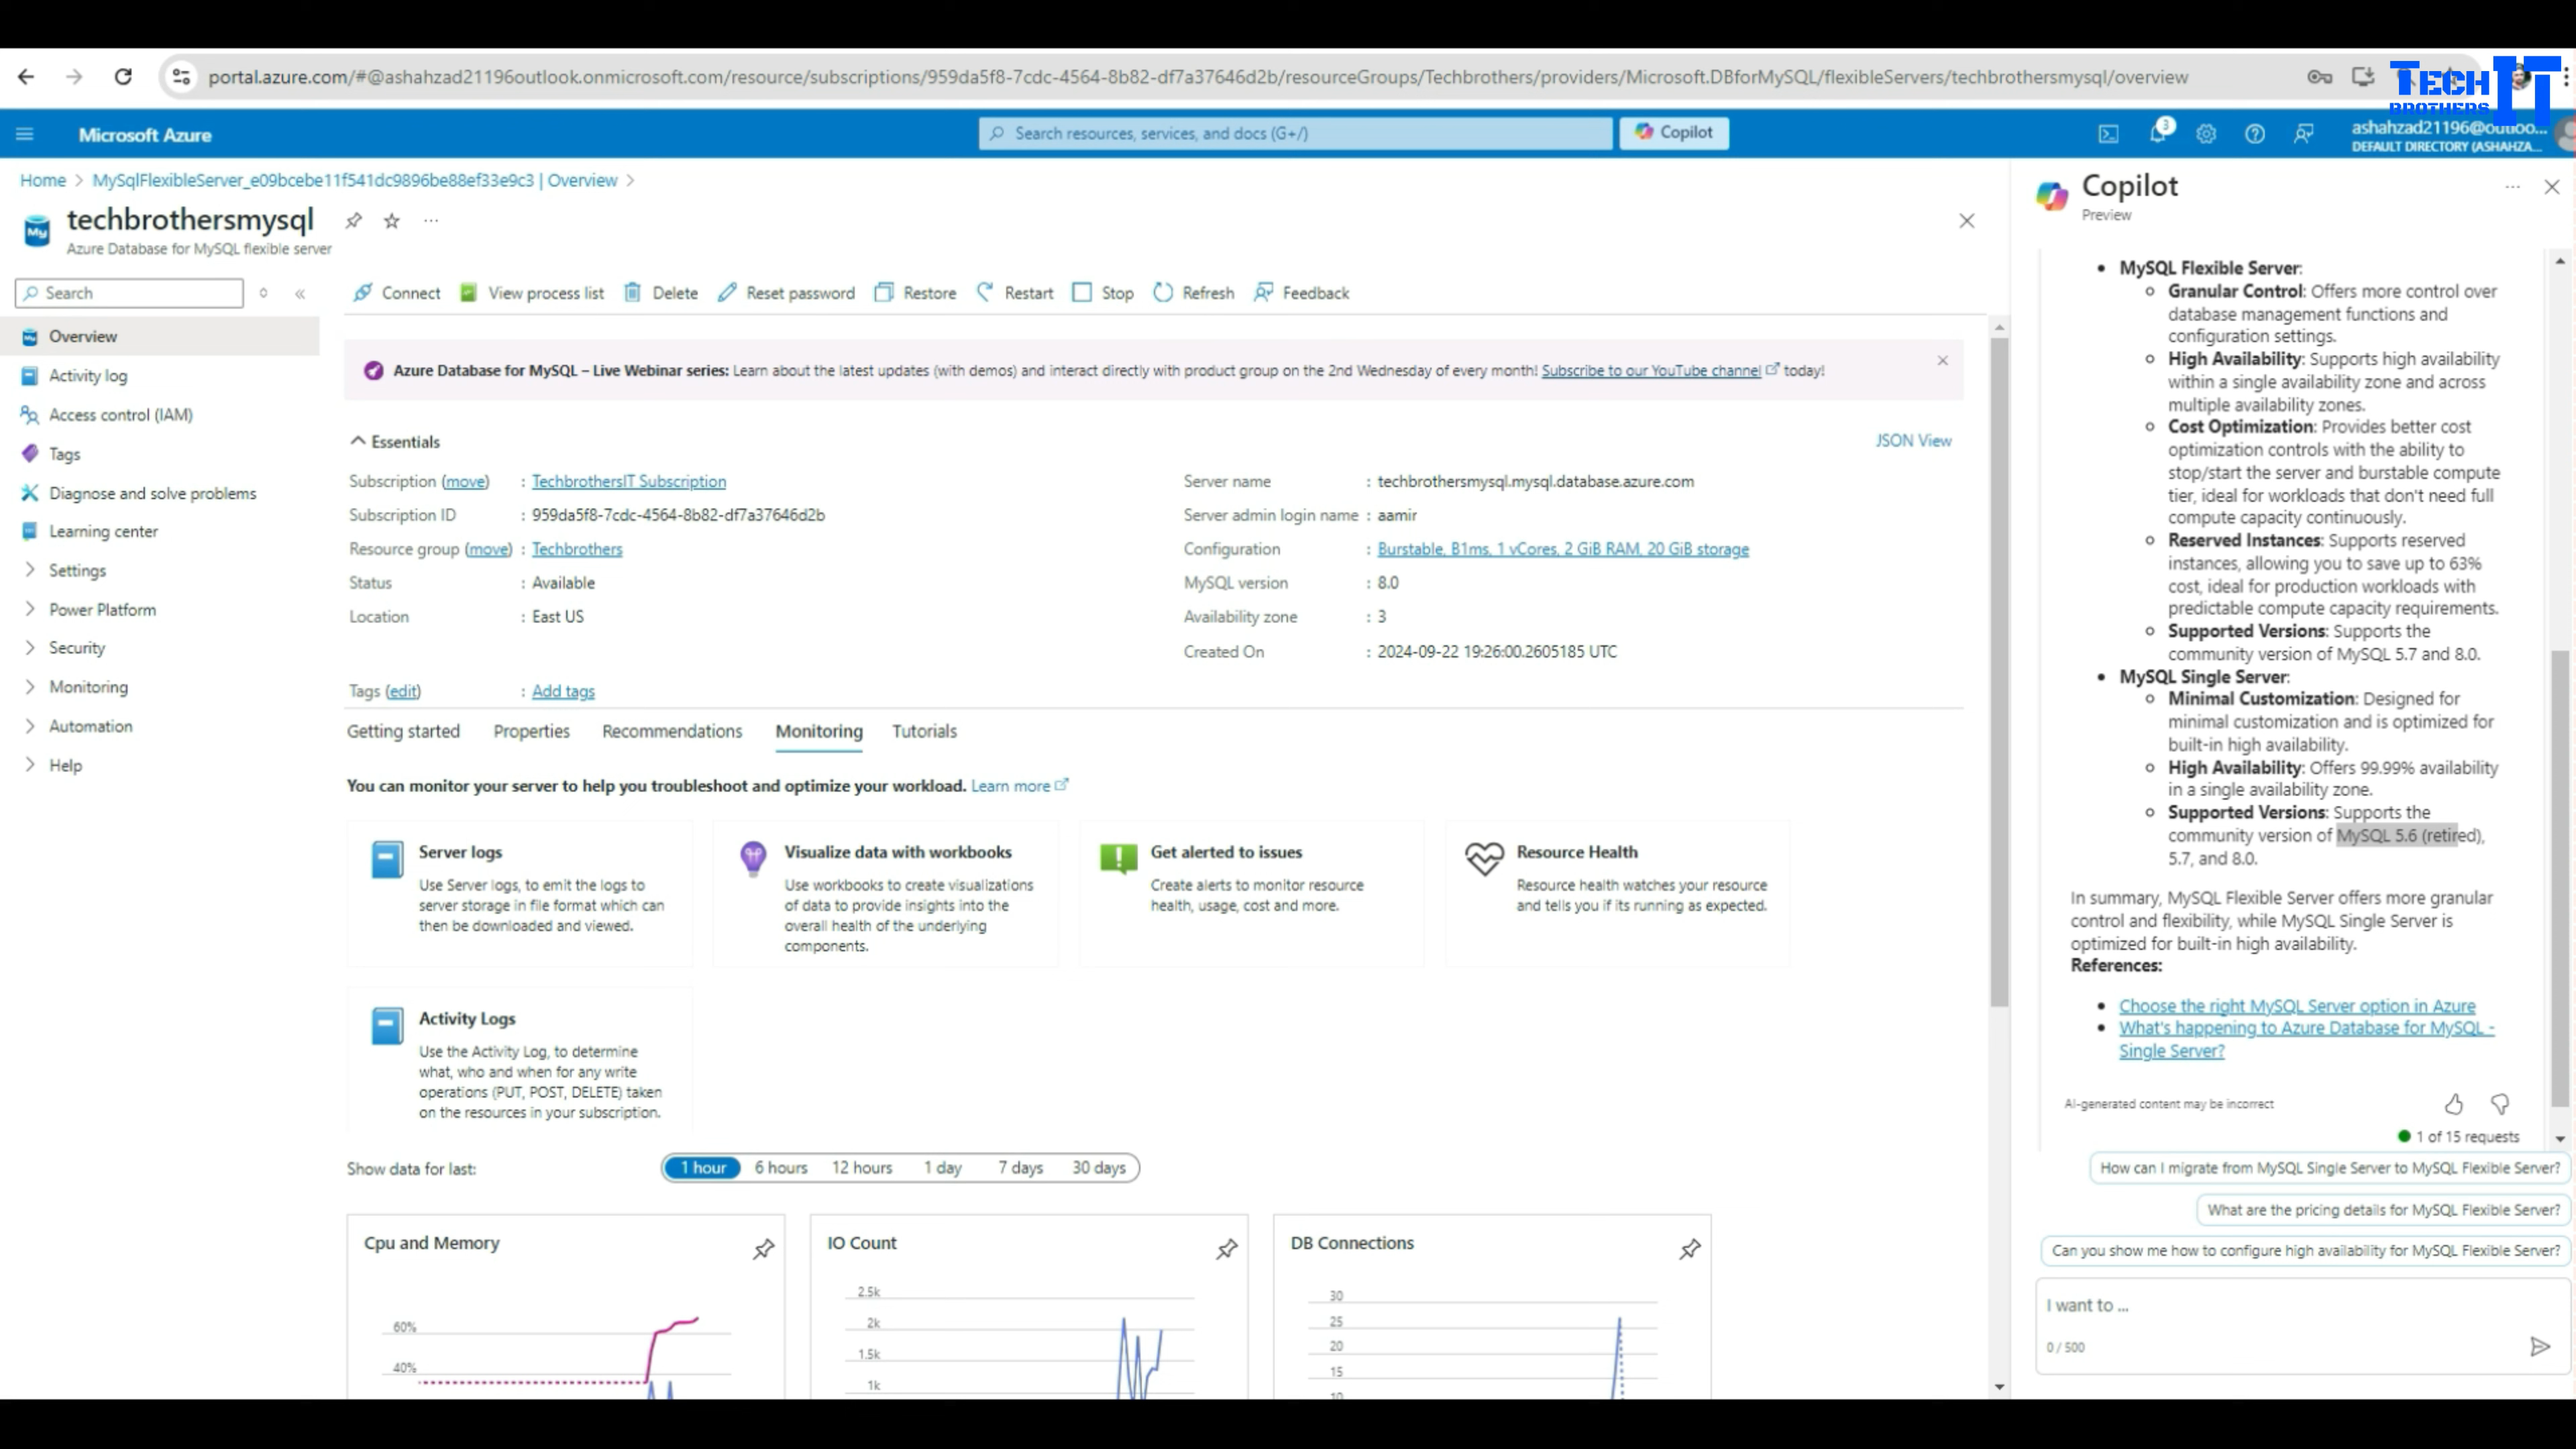 TECH IT
BROTHERS
portal.azure.com/#@ashahzad21196outlook.onmicrosoft.com/resource/subscriptions/959da5f8-7cdc-4564-8b82-df7a37646d2b/resourceGroups/Techbrothers/providers/Microsoft.DBforMySQL/flexibleServers/techbrothersmysql/overview
Microsoft Azure
Search resources, services, and docs (G+/)
Copilot
3
ashahzad21196@outloo...
DEFAULT DIRECTORY (ASHAHZA...
Home > MySqlFlexibleServer_e09bcebe11f541dc9896be88ef33e9c3 | Overview >
techbrothersmysql
Azure Database for MySQL flexible server
Search
Overview
Activity log
Access control (IAM)
Tags
Diagnose and solve problems
Learning center
Settings
Power Platform
Security
Monitoring
Automation
Help
Connect View process list Delete Reset password Restore Restart Stop Refresh Feedback
Azure Database for MySQL – Live Webinar series: Learn about the latest updates (with demos) and interact directly with product group on the 2nd Wednesday of every month! Subscribe to our YouTube channel today!
Essentials
JSON View
Subscription (move) : TechbrothersIT Subscription
Subscription ID : 959da5f8-7cdc-4564-8b82-df7a37646d2b
Resource group (move) : Techbrothers
Status : Available
Location : East US
Tags (edit) : Add tags
Server name : techbrothersmysql.mysql.database.azure.com
Server admin login name : aamir
Configuration : Burstable, B1ms, 1 vCores, 2 GiB RAM, 20 GiB storage
MySQL version : 8.0
Availability zone : 3
Created On : 2024-09-22 19:26:00.2605185 UTC
Getting started Properties Recommendations Monitoring Tutorials
You can monitor your server to help you troubleshoot and optimize your workload. Learn more
Server logs
Use Server logs, to emit the logs to
server storage in file format which can
then be downloaded and viewed.
Visualize data with workbooks
Use workbooks to create visualizations
of data to provide insights into the
overall health of the underlying
components.
Get alerted to issues
Create alerts to monitor resource
health, usage, cost and more.
Resource Health
Resource health watches your resource
and tells you if its running as expected.
Activity Logs
Use the Activity Log, to determine
what, who and when for any write
operations (PUT, POST, DELETE) taken
on the resources in your subscription.
Show data for last: 1 hour 6 hours 12 hours 1 day 7 days 30 days
Cpu and Memory
60%
40%
IO Count
2.5k
2k
1.5k
1k
DB Connections
30
25
20
15
10
Copilot
Preview
MySQL Flexible Server:
Granular Control: Offers more control over
database management functions and
configuration settings.
High Availability: Supports high availability
within a single availability zone and across
multiple availability zones.
Cost Optimization: Provides better cost
optimization controls with the ability to
stop/start the server and burstable compute
tier, ideal for workloads that don't need full
compute capacity continuously.
Reserved Instances: Supports reserved
instances, allowing you to save up to 63%
cost, ideal for production workloads with
predictable compute capacity requirements.
Supported Versions: Supports the
community version of MySQL 5.7 and 8.0.
MySQL Single Server:
Minimal Customization: Designed for
minimal customization and is optimized for
built-in high availability.
High Availability: Offers 99.99% availability
in a single availability zone.
Supported Versions: Supports the
community version of MySQL 5.6 (retired),
5.7, and 8.0.
In summary, MySQL Flexible Server offers more granular
control and flexibility, while MySQL Single Server is
optimized for built-in high availability.
References:
Choose the right MySQL Server option in Azure
What's happening to Azure Database for MySQL -
Single Server?
AI-generated content may be incorrect
1 of 15 requests
How can I migrate from MySQL Single Server to MySQL Flexible Server?
What are the pricing details for MySQL Flexible Server?
Can you show me how to configure high availability for MySQL Flexible Server?
I want to ...
0 / 500